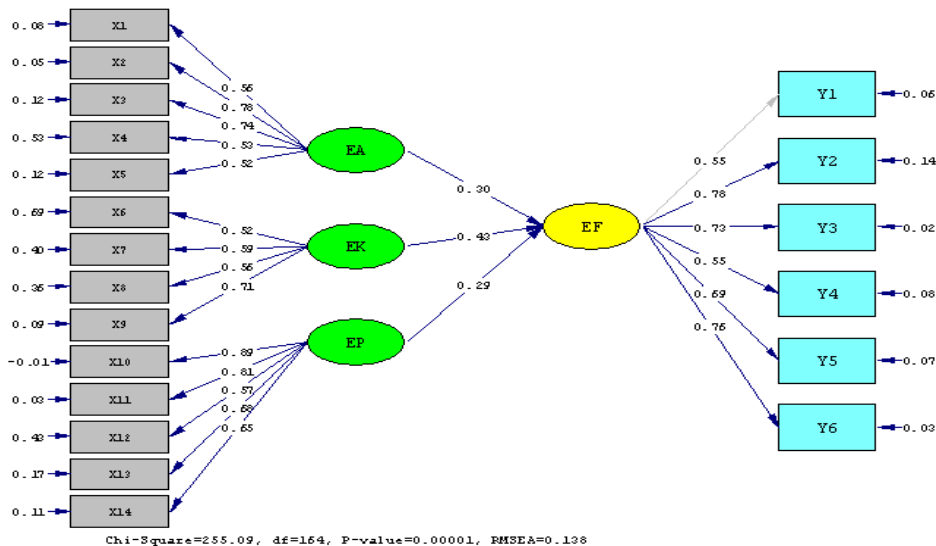 0.08 X1
0.05 X2
0.12 X3
0.53 X4
0.12 X5
0.69 X6
0.40 X7
0.36 X8
0.09 X9
-0.01 X10
0.03 X11
0.43 X12
0.17 X13
0.11 X14
0.56
0.78
0.74
0.53
0.52
EA
0.52
0.59
0.56
0.71
EK
0.89
0.81
0.57
0.68
0.65
EP
0.30
0.43
0.29
EF
0.55
0.78
0.73
0.55
0.69
0.76
Y1 0.06
Y2 0.14
Y3 0.02
Y4 0.08
Y5 0.07
Y6 0.03
Chi-Square=255.09, df=164, P-value=0.00001, RMSEA=0.138